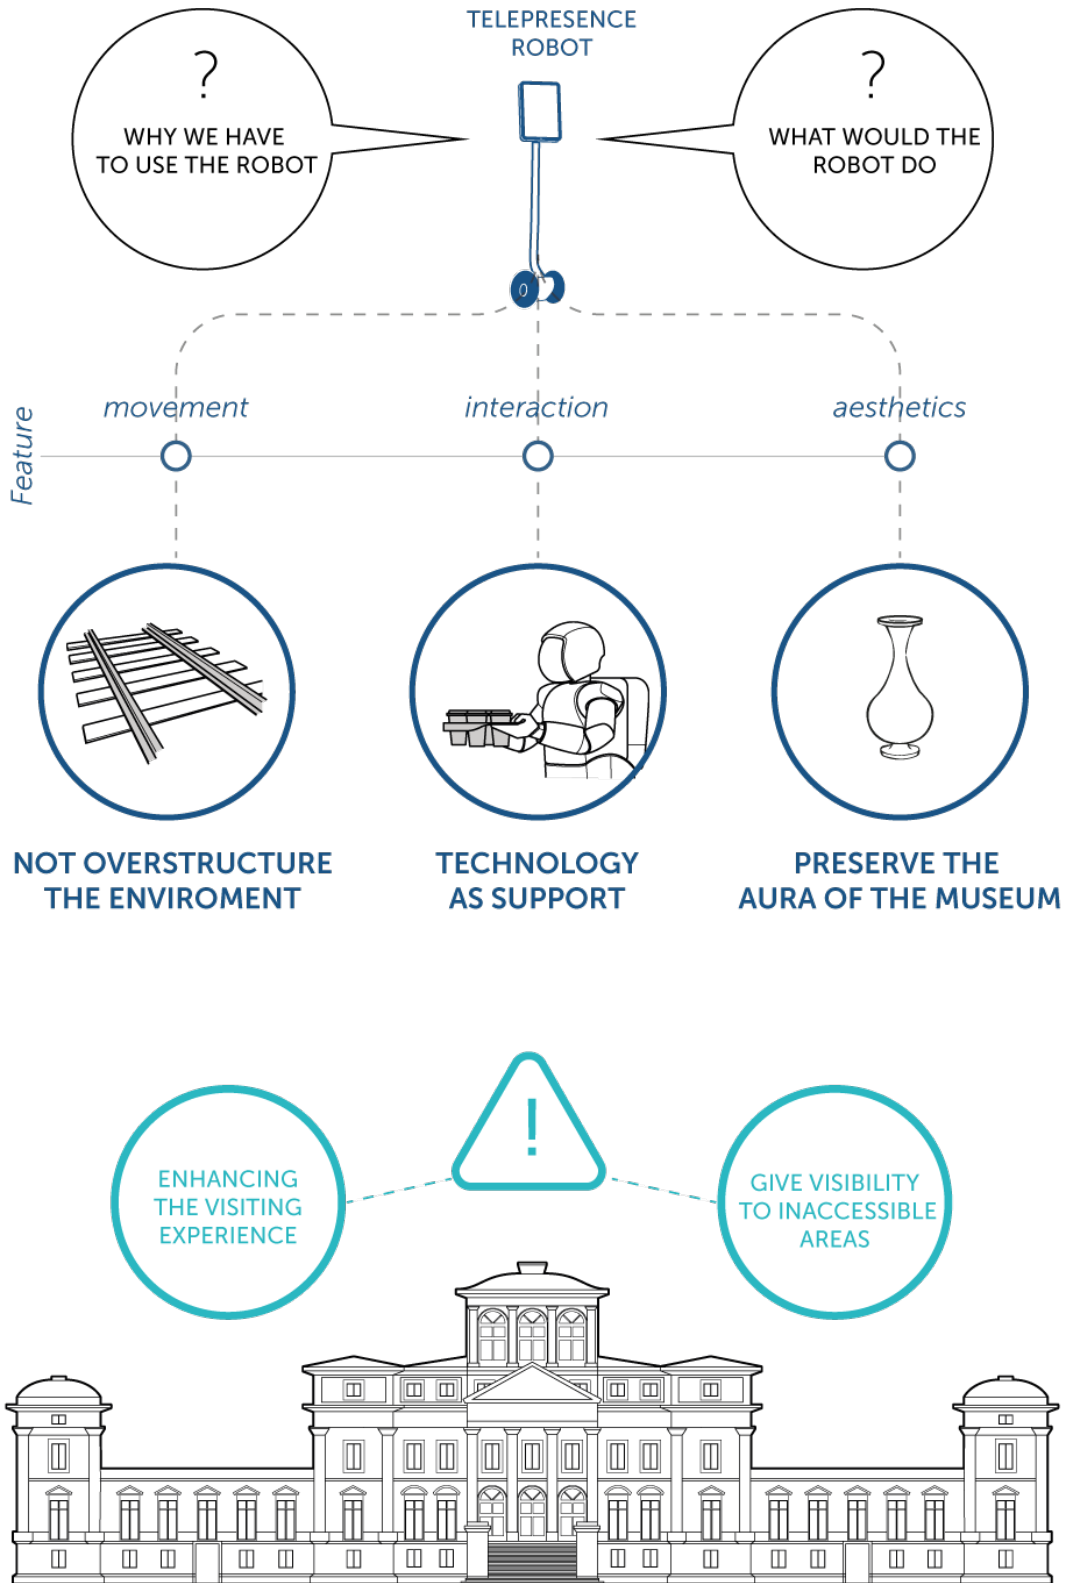 TELEPRESENCE
ROBOT
?
WHY WE HAVE
TO USE THE ROBOT
?
WHAT WOULD THE
ROBOT DO
Feature
movement
interaction
aesthetics
NOT OVERSTRUCTURE
THE ENVIROMENT
TECHNOLOGY
AS SUPPORT
PRESERVE THE
AURA OF THE MUSEUM
!
ENHANCING
THE VISITING
EXPERIENCE
GIVE VISIBILITY
TO INACCESSIBLE
AREAS